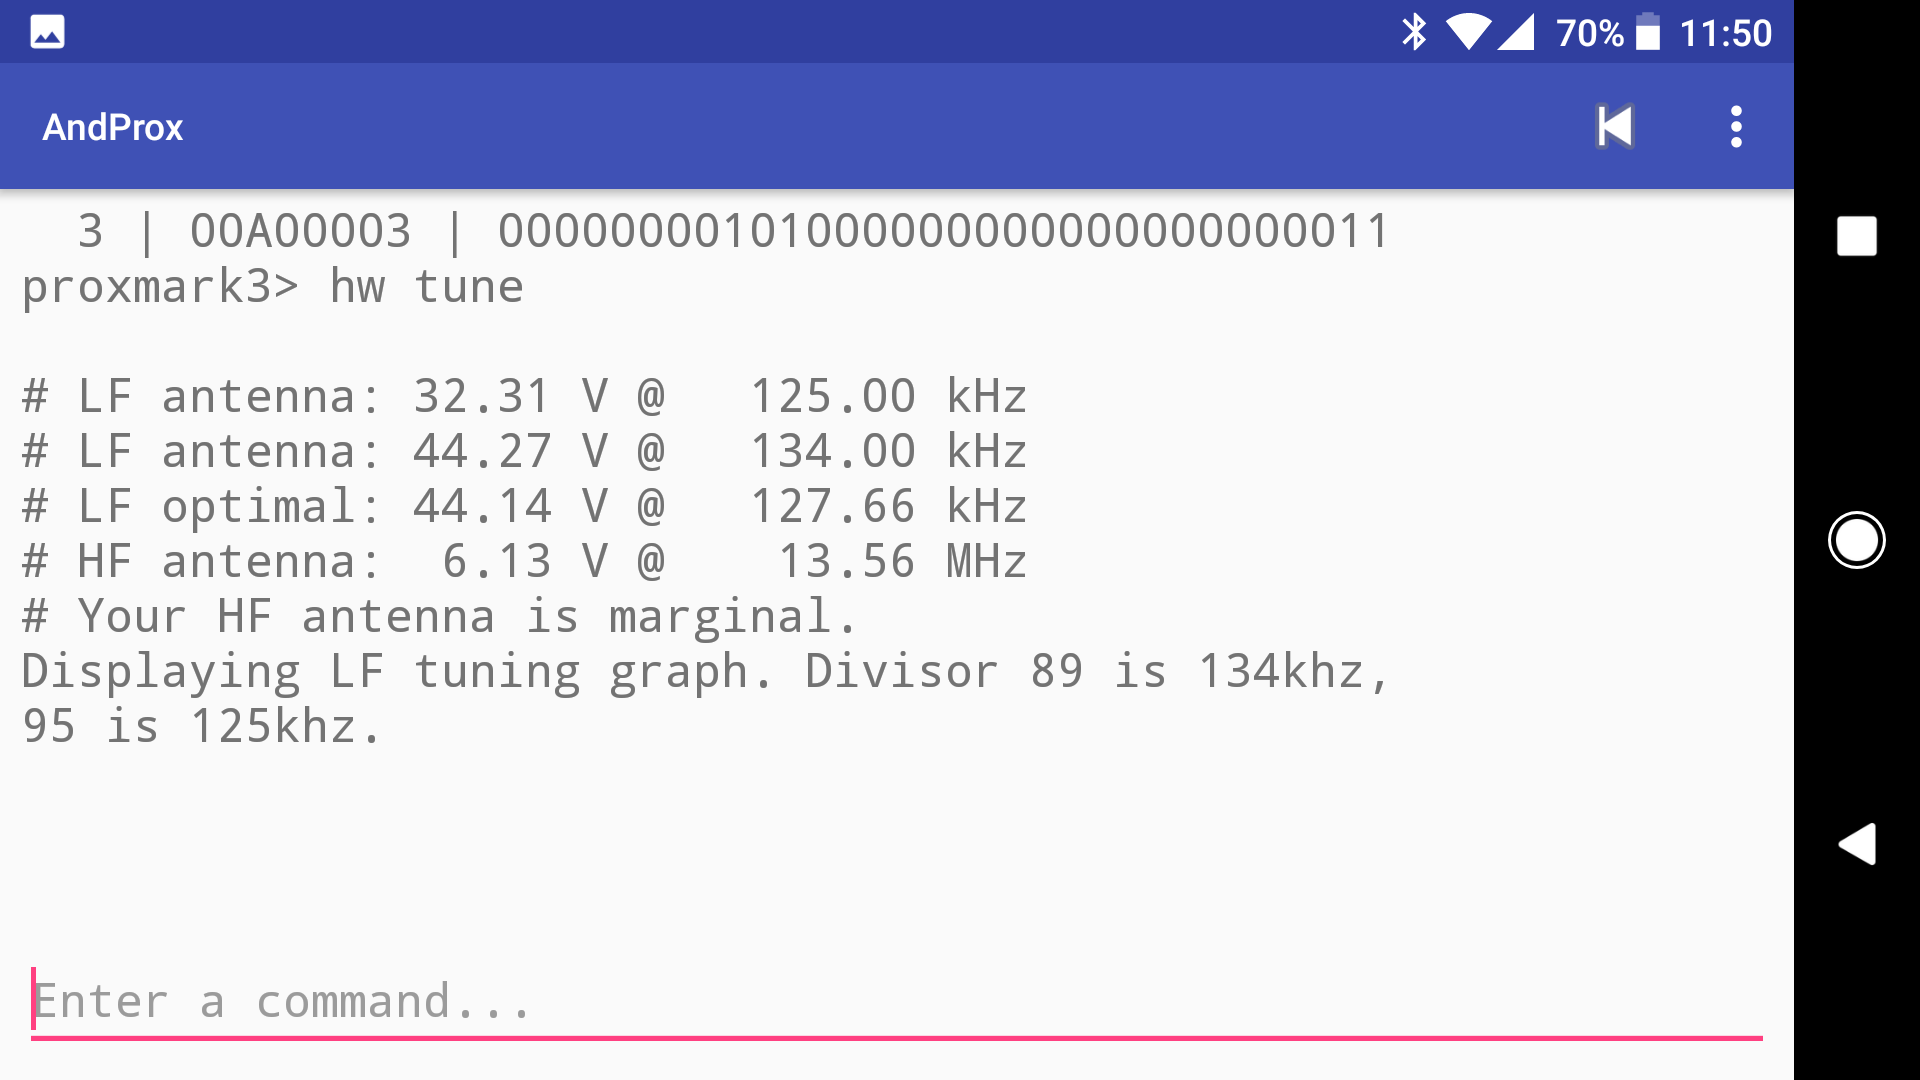 70% 11:50
AndProx
3 | 00A00003 | 00000000101000000000000000000011
proxmark3> hw tune
# LF antenna: 32.31 V @   125.00 kHz
# LF antenna: 44.27 V @   134.00 kHz
# LF optimal: 44.14 V @   127.66 kHz
# HF antenna:  6.13 V @    13.56 MHz
# Your HF antenna is marginal.
Displaying LF tuning graph. Divisor 89 is 134khz,
95 is 125khz.
Enter a command...